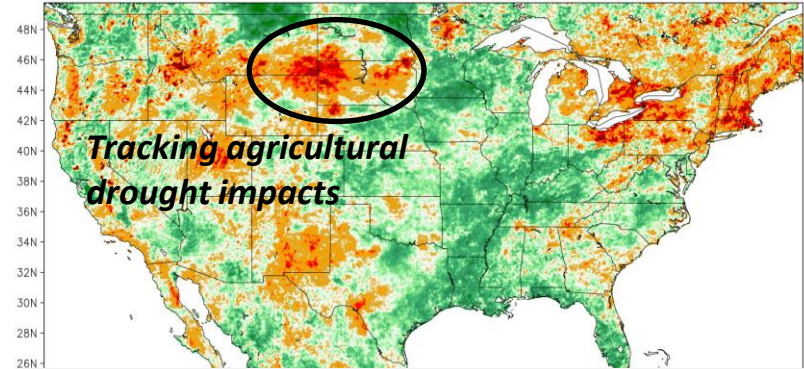 48N
46N
44N
42N
40N
Tracking agricultural
38N
drought impacts
36N
34N
32N
30N
28N
26N